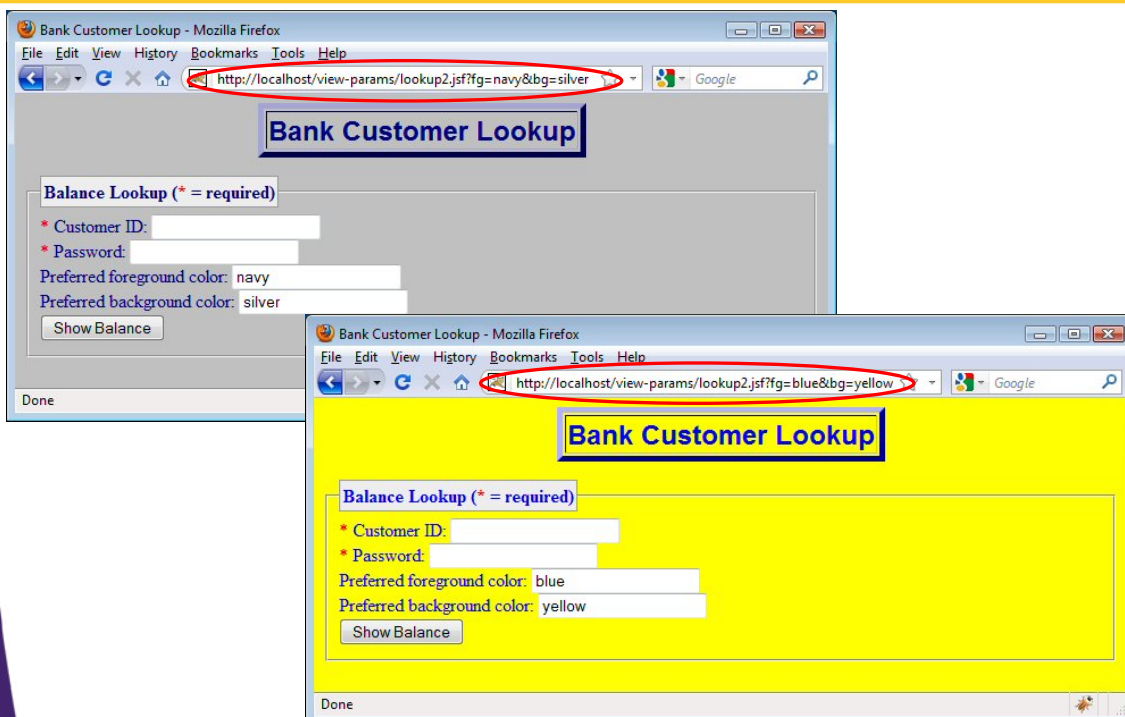 Bank Customer Lookup - Mozilla Firefox
File Edit View History Bookmarks Tools Help
http://localhost/view-params/lookup2.jsf?fg=navy&bg=silver Google
Bank Customer Lookup
Balance Lookup (* = required)
* Customer ID:
* Password:
Preferred foreground color: navy
Preferred background color: silver
Show Balance
Done
Bank Customer Lookup - Mozilla Firefox
File Edit View History Bookmarks Tools Help
http://localhost/view-params/lookup2.jsf?fg=blue&bg=yellow Google
Bank Customer Lookup
Balance Lookup (* = required)
* Customer ID:
* Password:
Preferred foreground color: blue
Preferred background color: yellow
Show Balance
Done